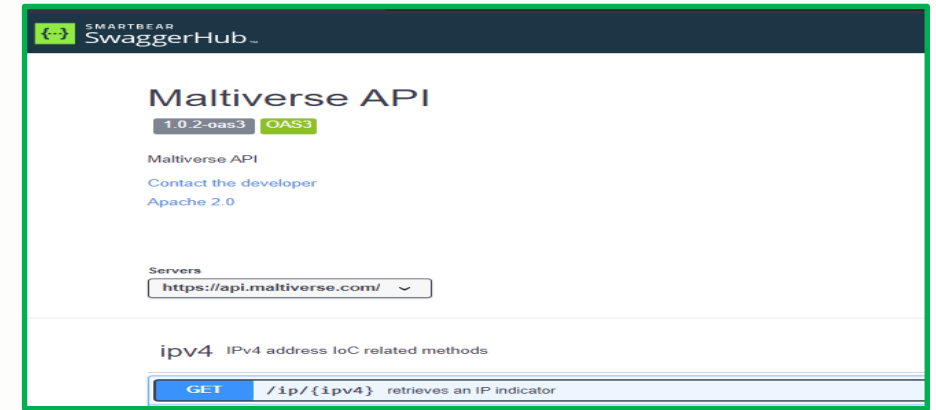 {··}
SMARTBEAR
SwaggerHub™
Maltiverse API
1.0.2-oas3 OAS3
Maltiverse API
Contact the developer
Apache 2.0
Servers
https://api.maltiverse.com/
ipv4 IPv4 address IoC related methods
GET /ip/{ipv4} retrieves an IP indicator